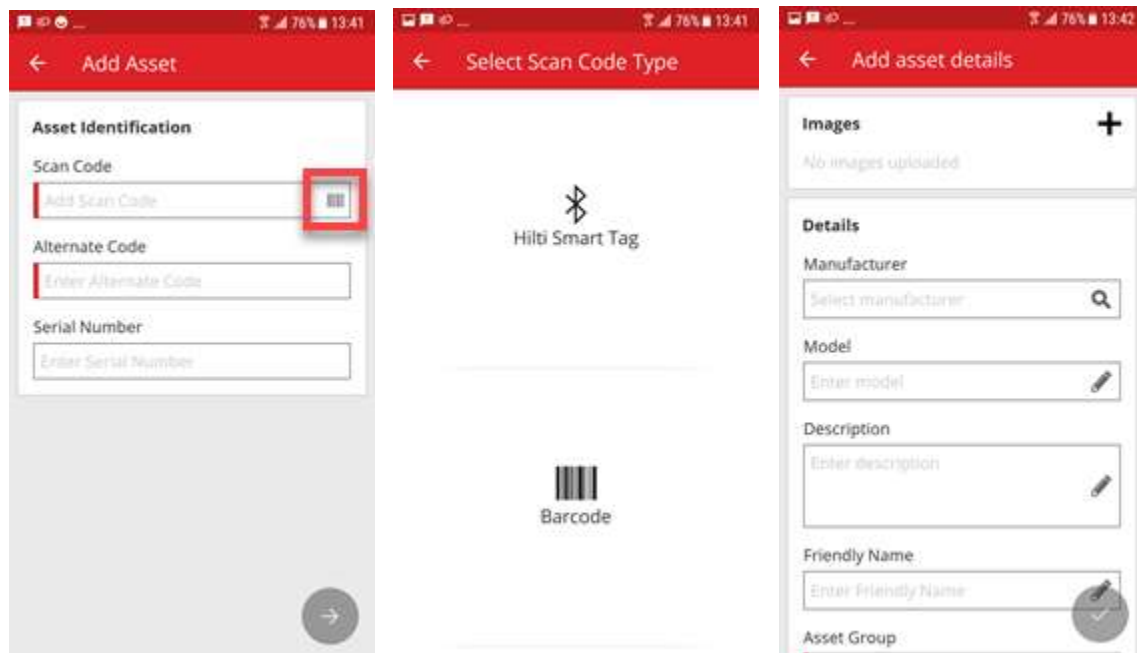 76% 13:41
Add Asset
Asset Identification
Scan Code
Add Scan Code
Alternate Code
Enter Alternate Code
Serial Number
Enter Serial Number
76% 13:41
Select Scan Code Type
Hilti Smart Tag
Barcode
76% 13:42
Add asset details
Images
No images uploaded
Details
Manufacturer
Select manufacturer
Model
Enter model
Description
Enter description
Friendly Name
Enter Friendly Name
Asset Group